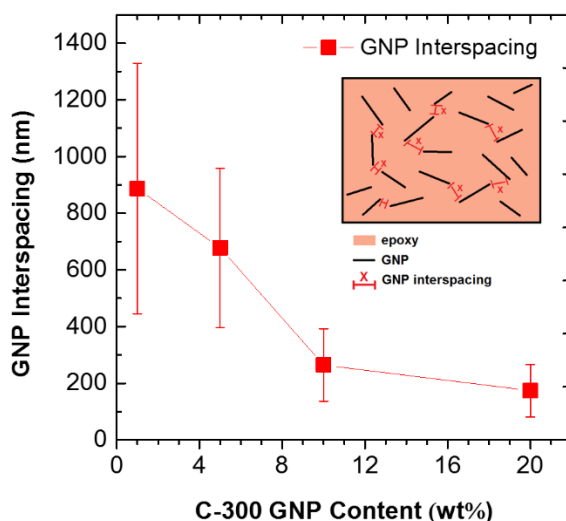 1400
1200
1000
800
600
400
200
0
GNP Interspacing (nm)
GNP Interspacing
x
x
x
x
x
x
x
epoxy
GNP
X
GNP interspacing
0 4 8 12 16 20
C-300 GNP Content (wt%)